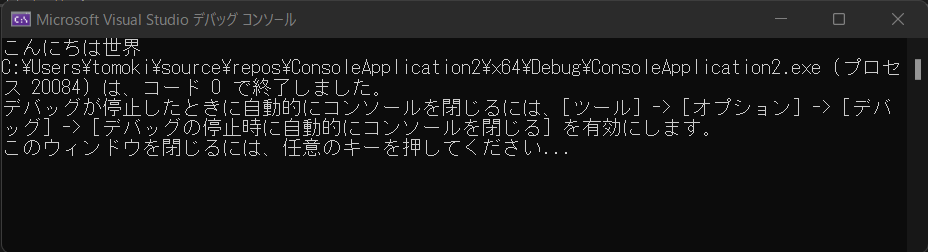 Microsoft Visual Studio デバッグ コンソール
こんにちは世界
C:¥Users¥tomoki¥source¥repos¥ConsoleApplication2¥x64¥Debug¥ConsoleApplication2.exe (プロセ
ス 20084) は、コード 0 で終了しました。
デバッグが停止したときに自動的にコンソールを閉じるには、[ツール] -> [オプション] -> [デバ
ッグ] -> [デバッグの停止時に自動的にコンソールを閉じる] を有効にします。
このウィンドウを閉じるには、任意のキーを押してください...